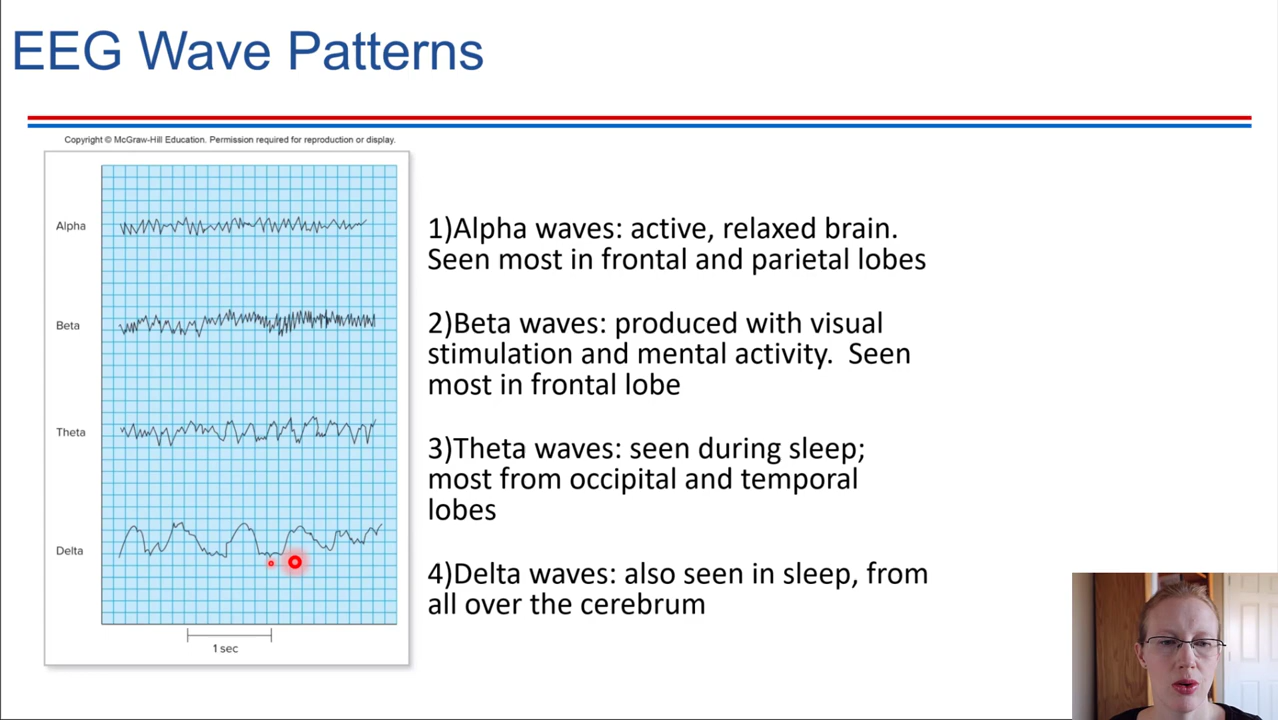 EEG Wave Patterns
Copyright © McGraw-Hill Education. Permission required for reproduction or display.
Alpha
Beta
Theta
Delta
1 sec
1)Alpha waves: active, relaxed brain.
Seen most in frontal and parietal lobes
2)Beta waves: produced with visual
stimulation and mental activity.  Seen
most in frontal lobe
3)Theta waves: seen during sleep;
most from occipital and temporal
lobes
4)Delta waves: also seen in sleep, from
all over the cerebrum